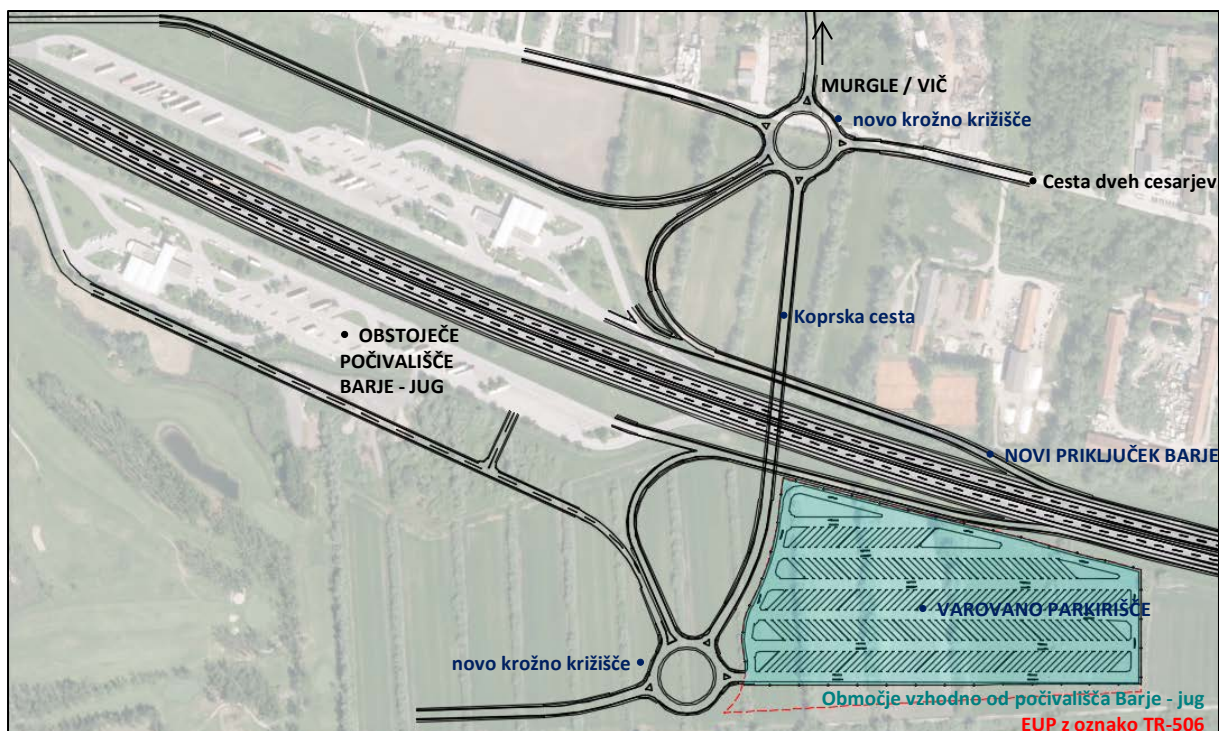 MURGLE / VIČ
• novo krožno križišče
• Cesta dveh cesarjev
• Koprska cesta
• OBSTOJEČE
POČIVALIŠČE
BARJE - JUG
• NOVI PRIKLJUČEK BARJE
• VAROVANO PARKIRIŠČE
novo krožno križišče •
Območje vzhodno od počivališča Barje - jug
EUP z oznako TR-506